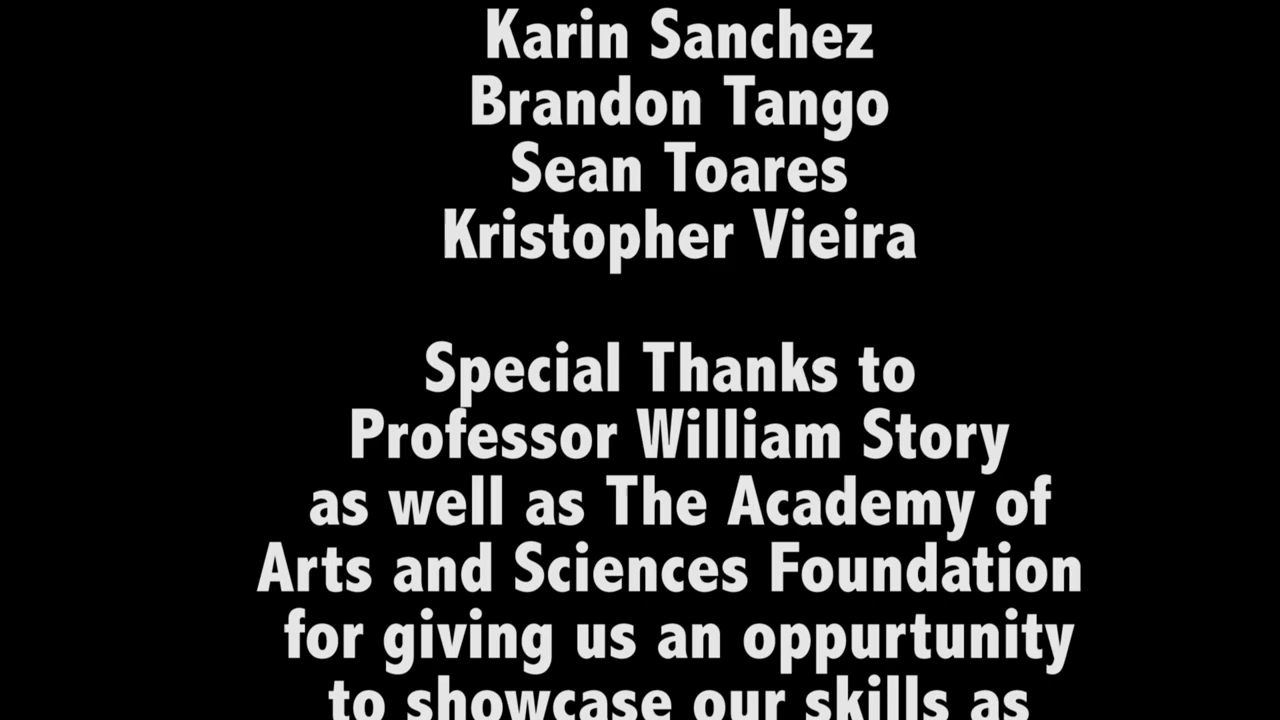 Karin Sanchez
Brandon Tango
Sean Toares
Kristopher Vieira
Special Thanks to
Professor William Story
as well as The Academy of
Arts and Sciences Foundation
for giving us an oppurtunity
to showcase our skills as